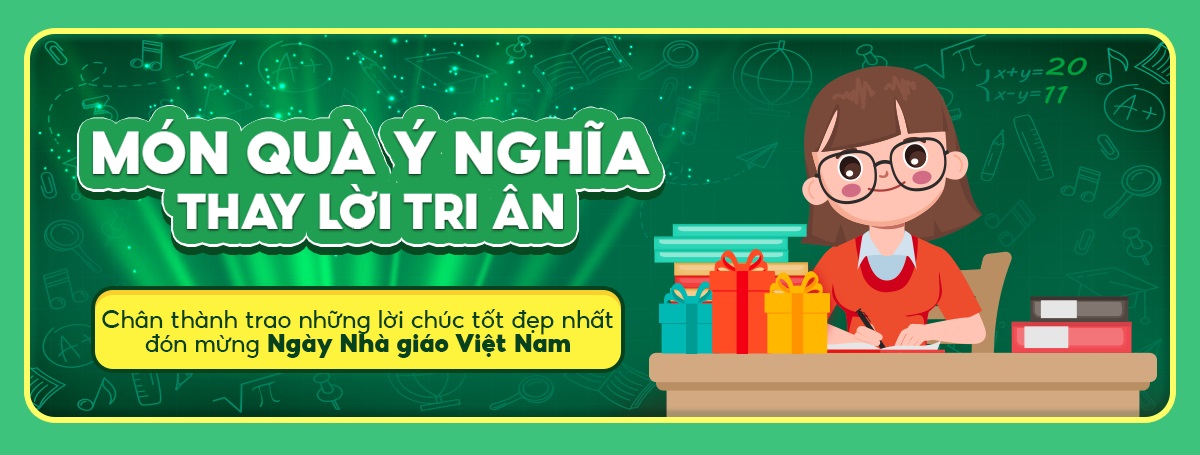 MÓN QUÀ Ý NGHĨA
THAY LỜI TRI ÂN
Chân thành trao những lời chúc tốt đẹp nhất
đón mừng Ngày Nhà giáo Việt Nam
x+y=20
x-y=11
A+
A+
A+
√π
√π